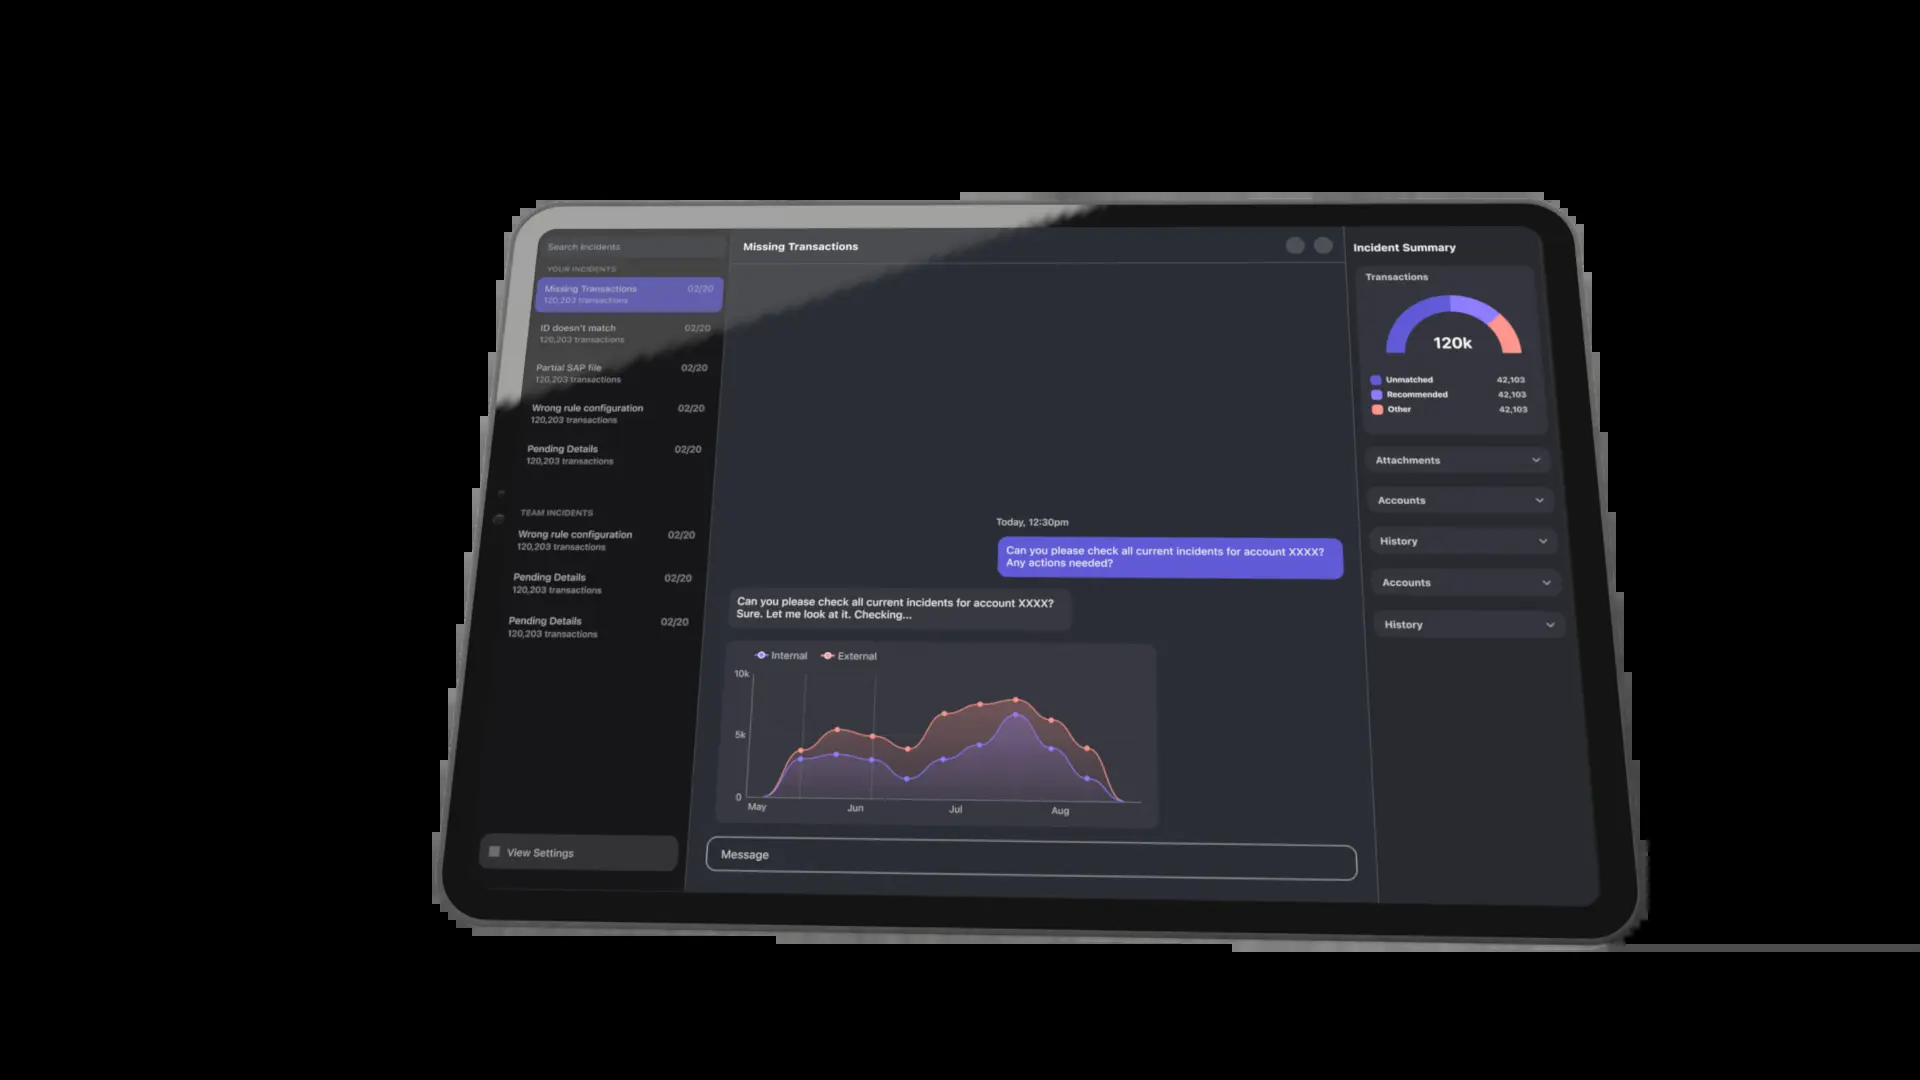 Search Incidents
YOUR INCIDENTS
Missing Transactions 02/20
120,203 transactions
ID doesn't match 02/20
120,203 transactions
Partial SAP file 02/20
120,203 transactions
Wrong rule configuration 02/20
120,203 transactions
Pending Details 02/20
120,203 transactions
TEAM INCIDENTS
Wrong rule configuration 02/20
120,203 transactions
Pending Details 02/20
120,203 transactions
Pending Details 02/20
120,203 transactions
View Settings
Missing Transactions
Today, 12:30pm
Can you please check all current incidents for account XXXX?
Any actions needed?
Can you please check all current incidents for account XXXX?
Sure. Let me look at it. Checking...
Internal External
10k
5k
0
May Jun Jul Aug
Message
Incident Summary
Transactions
120k
Unmatched 42,103
Recommended 42,103
Other 42,103
Attachments
Accounts
History
Accounts
History